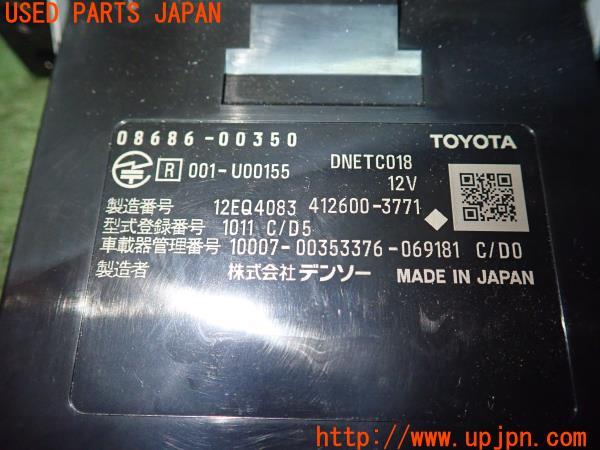 USED PARTS JAPAN
08686-00350 TOYOTA
R 001-U00155 DNETC018
12V
製造番号 12EQ4083 412600-3771
型式登録番号 1011 C/D5
車載器管理番号 10007-00353376-069181 C/D0
製造者 株式会社デンソー MADE IN JAPAN
http://www.upjpn.com/